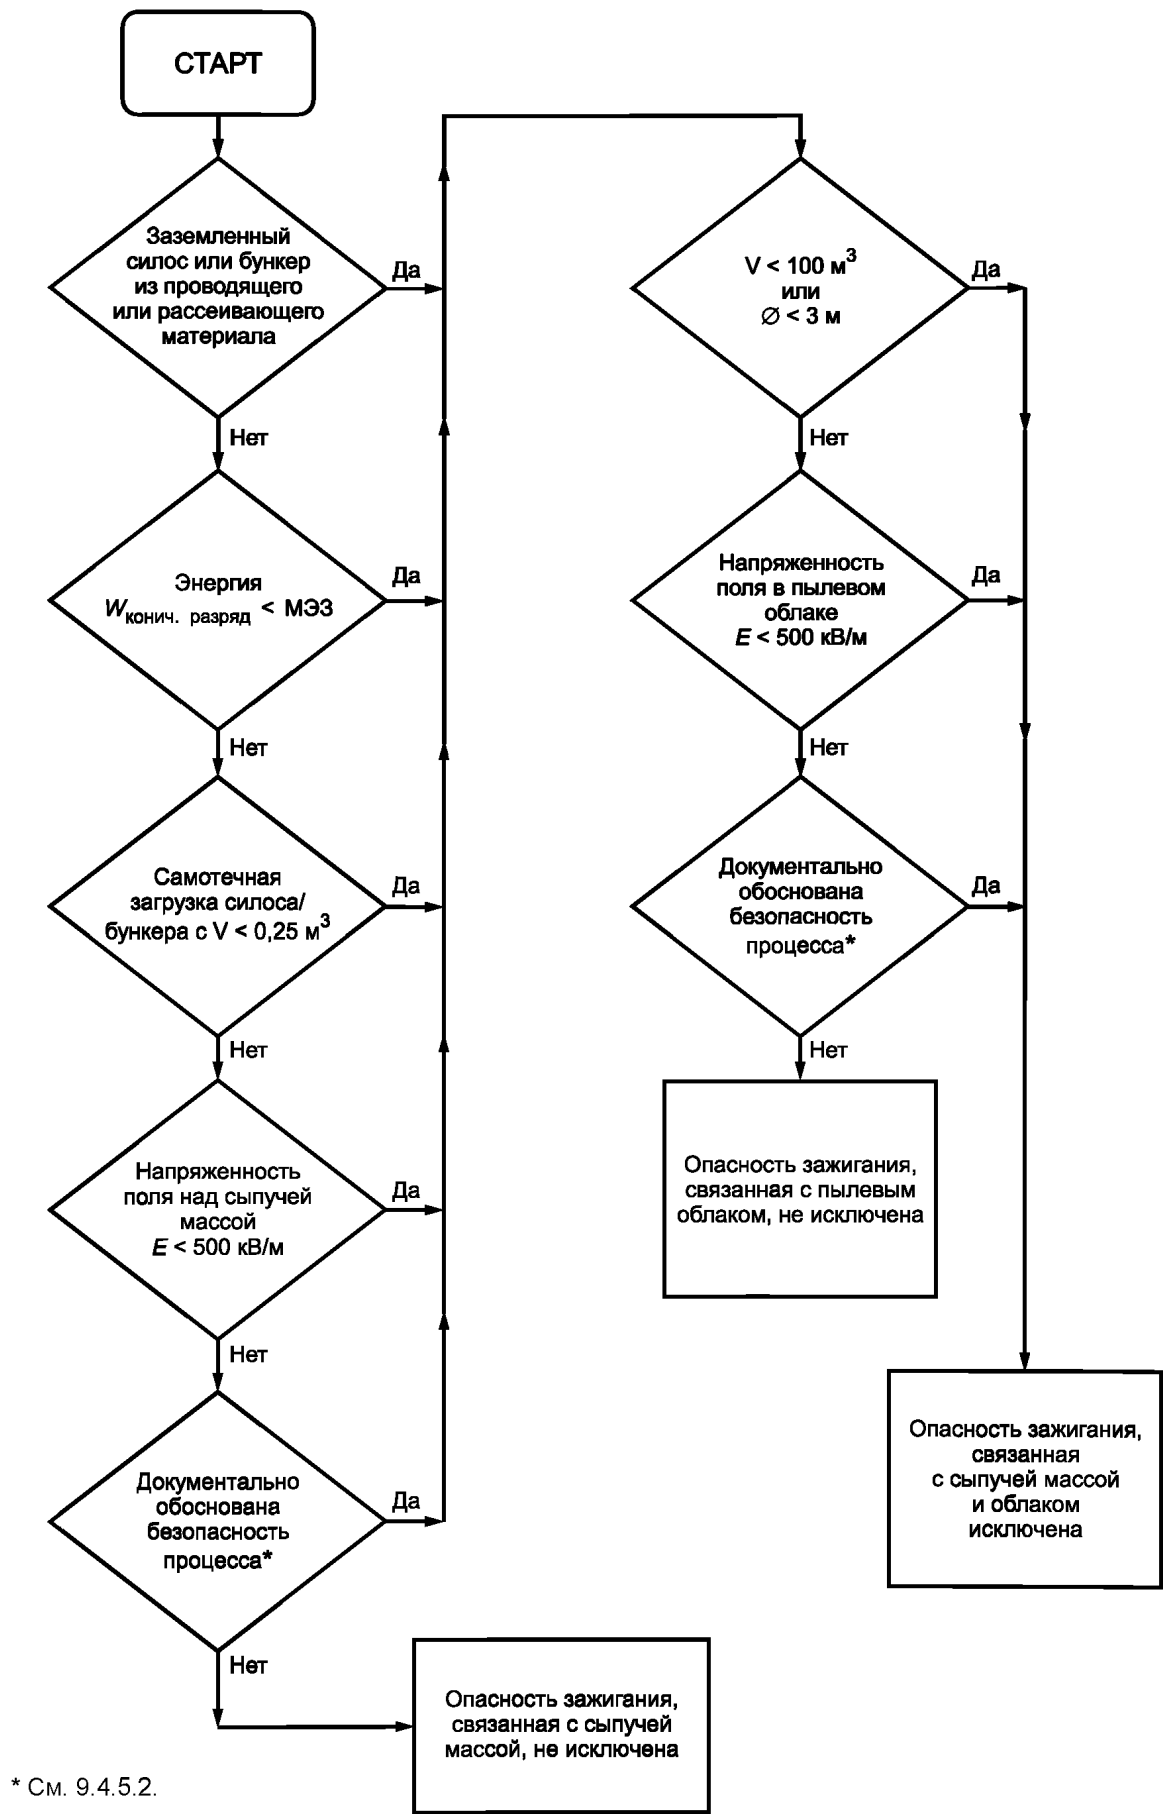 СТАРТ
Заземленный
силос или бункер
из проводящего
или рассеивающего
материала
Да
Нет
Энергия
Wконич. разряд < МЭЗ
Да
Нет
Самотечная
загрузка силоса/
бункера с V < 0,25 м³
Да
Нет
Напряженность
поля над сыпучей
массой
E < 500 кВ/м
Да
Нет
Документально
обоснована
безопасность
процесса*
Да
Нет
Опасность зажигания,
связанная с сыпучей
массой, не исключена
V < 100 м³
или
∅ < 3 м
Да
Нет
Напряженность
поля в пылевом
облаке
E < 500 кВ/м
Да
Нет
Документально
обоснована
безопасность
процесса*
Да
Нет
Опасность зажигания,
связанная с пылевым
облаком, не исключена
Опасность зажигания,
связанная
с сыпучей массой
и облаком
исключена
* См. 9.4.5.2.